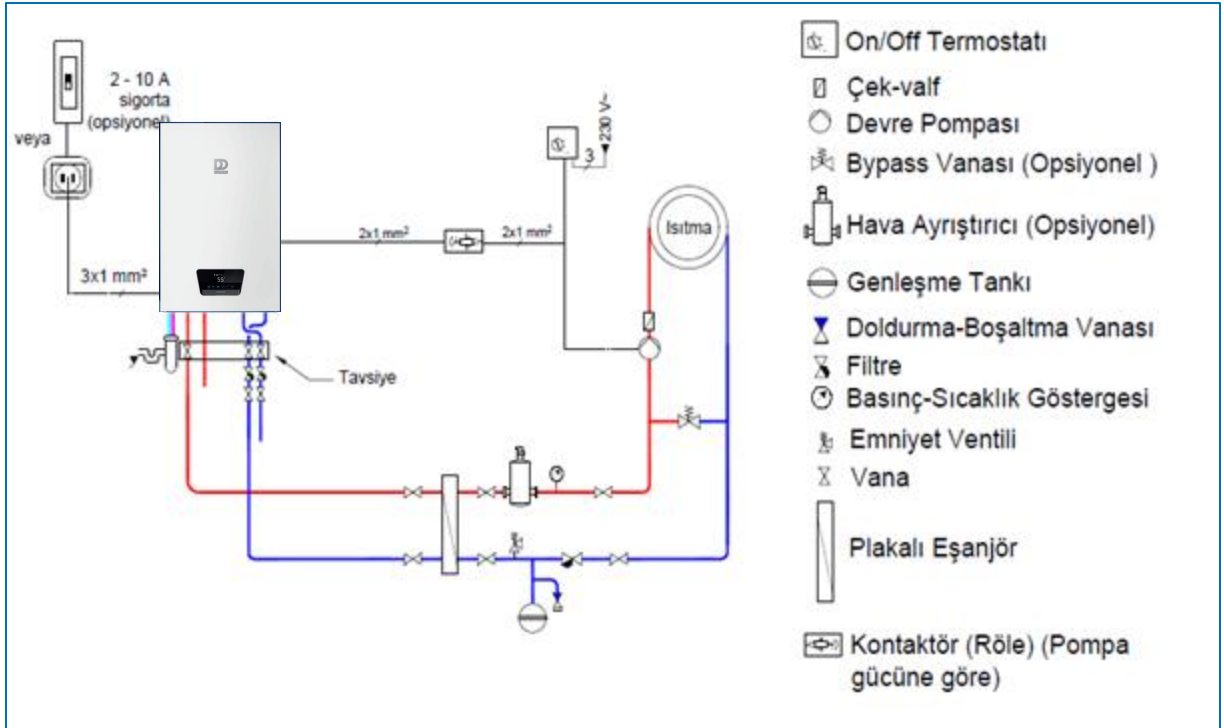 2 - 10 A
sigorta
(opsiyonel)
veya
3x1 mm²
2x1 mm²
2x1 mm²
3
230 V~
Isıtma
Tavsiye
On/Off Termostatı
Çek-valf
Devre Pompası
Bypass Vanası (Opsiyonel )
Hava Ayrıştırıcı (Opsiyonel)
Genleşme Tankı
Doldurma-Boşaltma Vanası
Filtre
Basınç-Sıcaklık Göstergesi
Emniyet Ventili
Vana
Plakalı Eşanjör
Kontaktör (Röle) (Pompa
gücüne göre)